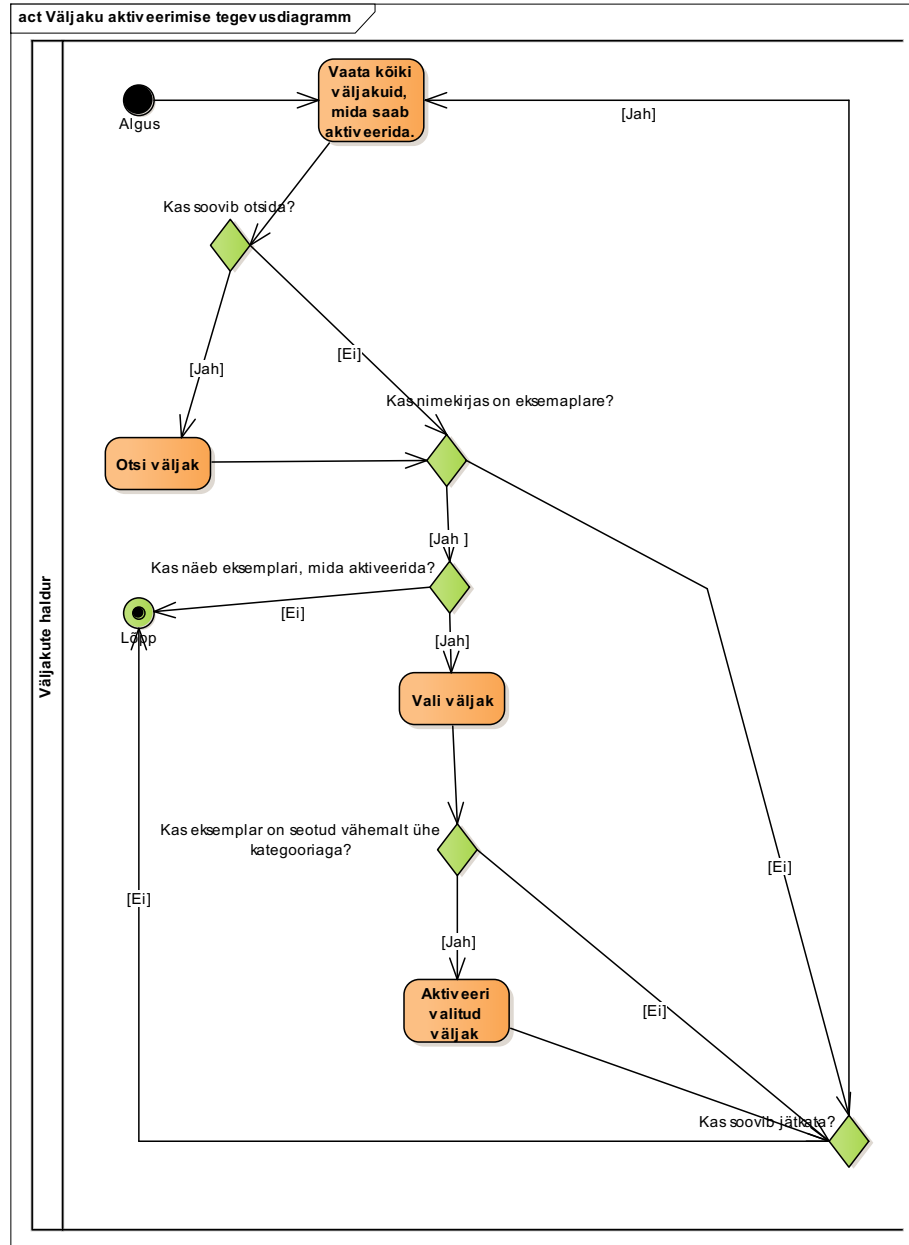 act Väljaku aktiveerimise tegevusdiagramm
Vaata kõiki
väljakuid,
mida saab
aktiveerida.
Algus
[Jah]
Kas soovib otsida?
[Ei]
[Jah]
Kas nimekirjas on eksemaplare?
Otsi väljak
[Jah ]
Kas näeb eksemplari, mida aktiveerida?
[Ei]
Lõpp
[Jah]
Väljakute haldur
Vali väljak
Kas eksemplar on seotud vähemalt ühe
kategooriaga?
[Ei]
[Ei]
[Jah]
Aktiveeri
valitud
väljak
[Ei]
Kas soovib jätkata?